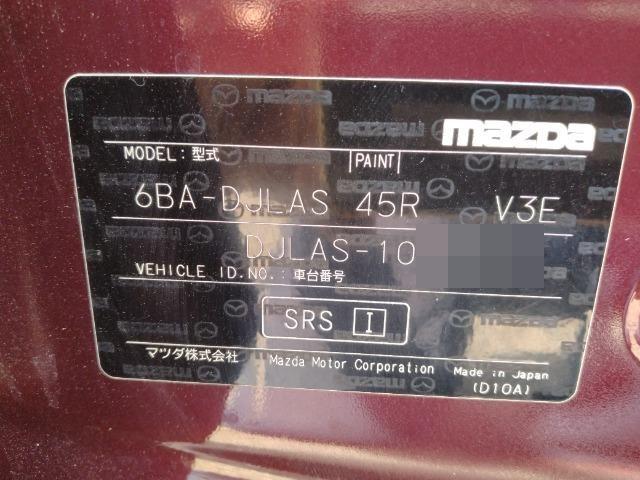 mazda
MODEL: 型式 PAINT
6BA-DJLAS 45R V3E
DJLAS-10
VEHICLE ID.NO.: 車台番号
SRS I
マツダ株式会社 Mazda Motor Corporation Made in Japan
(D10A)